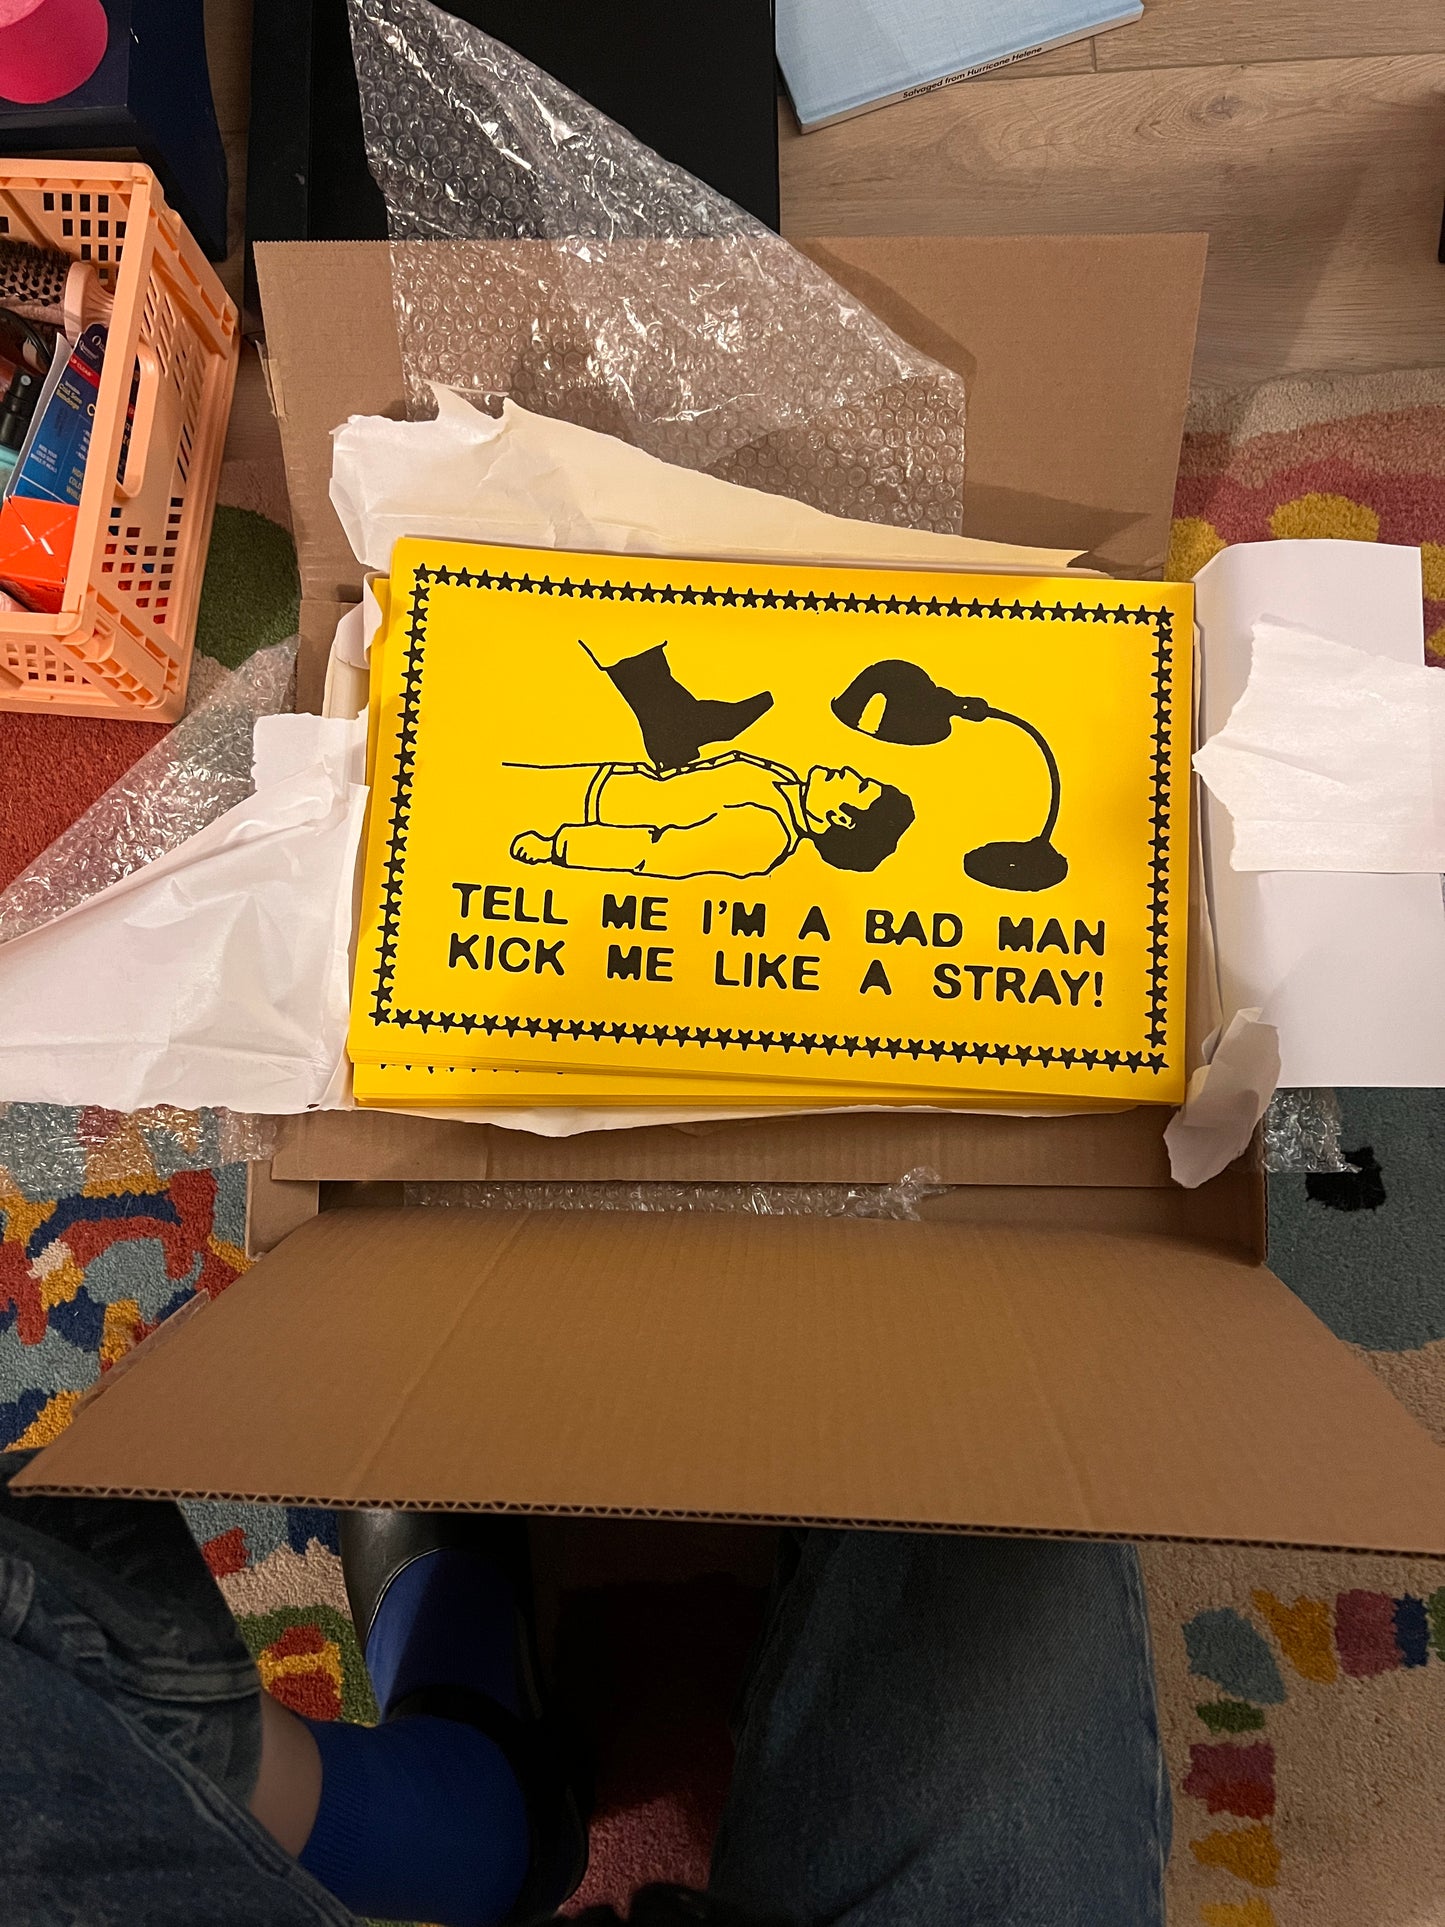 Salvaged from Hurricane Helene
TELL ME I'M A BAD MAN
KICK ME LIKE A STRAY!